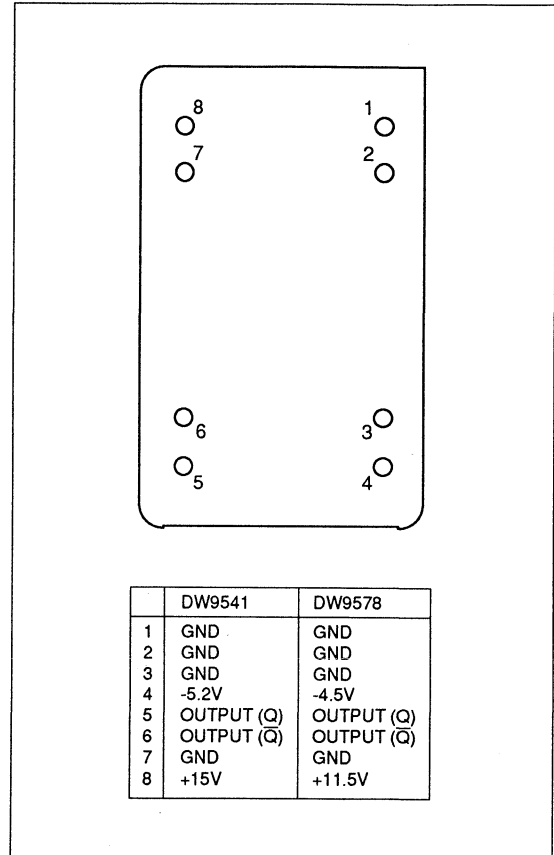 8 1
7 2
6 3
5 4
DW9541 DW9578
1 GND GND
2 GND GND
3 GND GND
4 -5.2V -4.5V
5 OUTPUT (Q) OUTPUT (Q)
6 OUTPUT (Q̅) OUTPUT (Q̅)
7 GND GND
8 +15V +11.5V